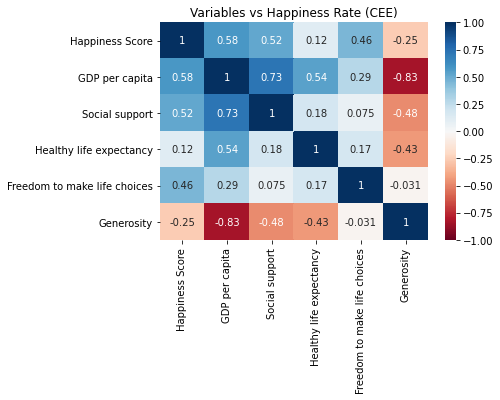 Variables vs Happiness Rate (CEE)
Happiness Score 1 0.58 0.52 0.12 0.46 -0.25
GDP per capita 0.58 1 0.73 0.54 0.29 -0.83
Social support 0.52 0.73 1 0.18 0.075 -0.48
Healthy life expectancy 0.12 0.54 0.18 1 0.17 -0.43
Freedom to make life choices 0.46 0.29 0.075 0.17 1 -0.031
Generosity -0.25 -0.83 -0.48 -0.43 -0.031 1
Happiness Score
GDP per capita
Social support
Healthy life expectancy
Freedom to make life choices
Generosity
1.00
0.75
0.50
0.25
0.00
−0.25
−0.50
−0.75
−1.00